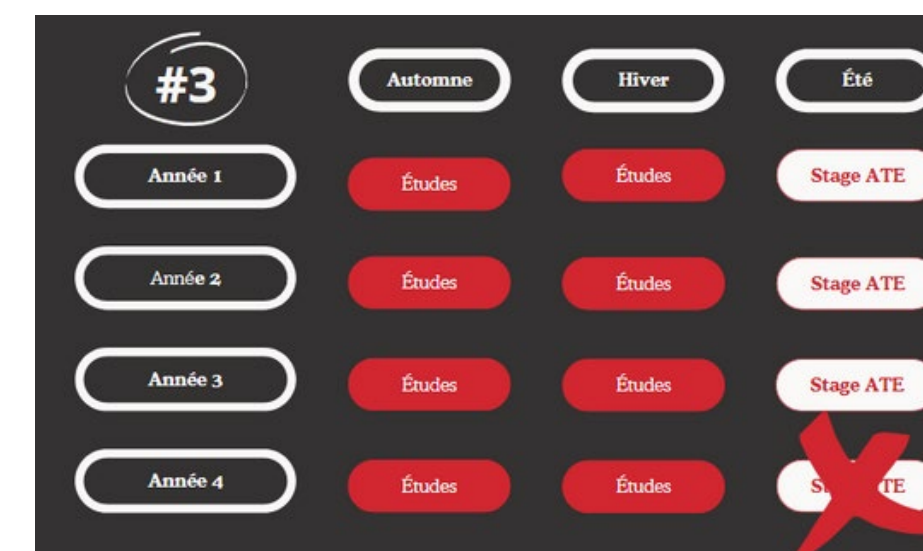 #3 Automne Hiver Été
Année 1 Études Études Stage ATE
Année 2 Études Études Stage ATE
Année 3 Études Études Stage ATE
Année 4 Études Études